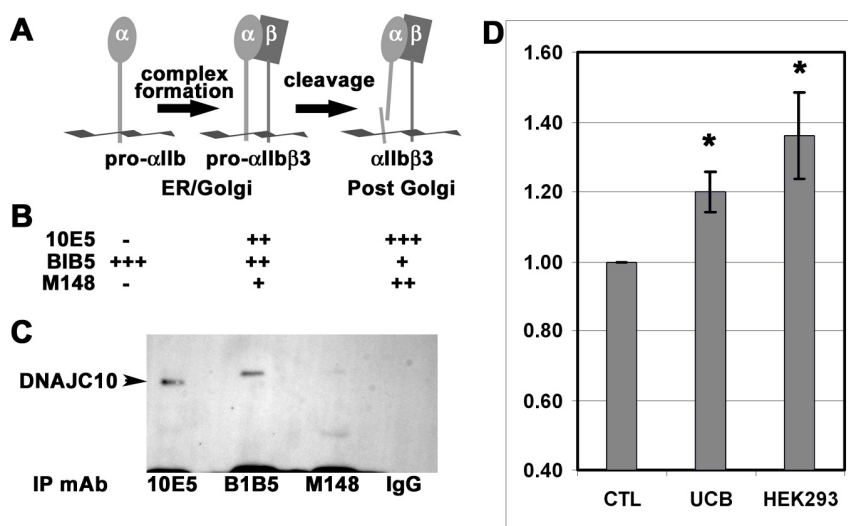 A
α
α β
α β
complex
formation
cleavage
pro-αIIb
pro-αIIbβ3
αIIbβ3
ER/Golgi
Post Golgi
B
10E5 - ++ +++
BIB5 +++ ++ +
M148 - + ++
C
DNAJC10
IP mAb 10E5 B1B5 M148 IgG
D
1.60
1.40
1.20
1.00
0.80
0.60
0.40
*
*
CTL UCB HEK293